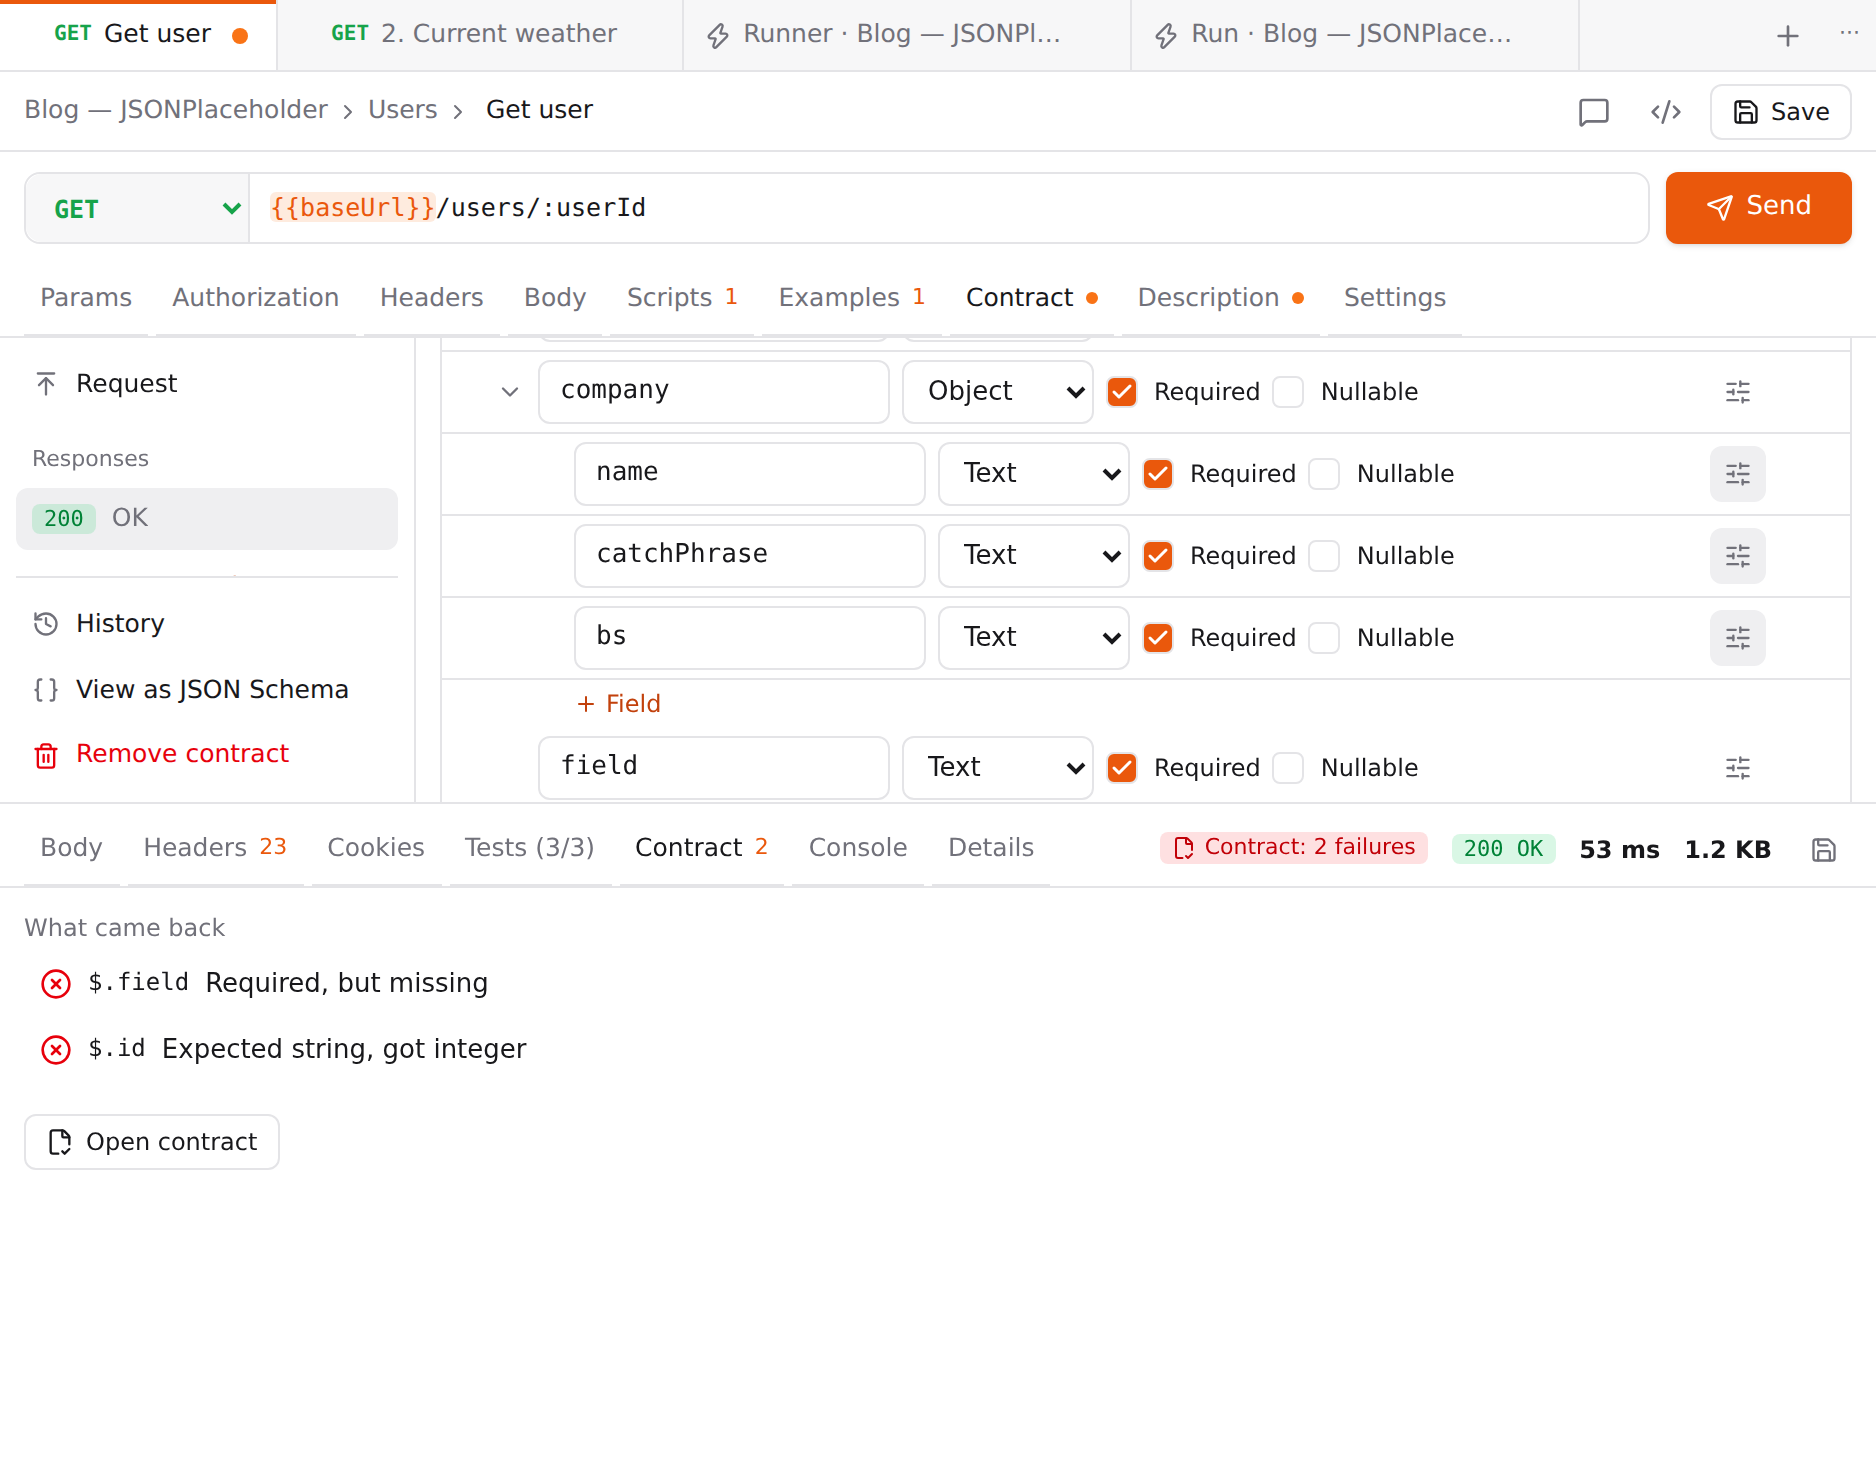 GET Get user
GET 2. Current weather
Runner · Blog — JSONPl...
Run · Blog — JSONPlace...
Blog — JSONPlaceholder > Users > Get user
Save
GET
{{baseUrl}}/users/:userId
Send
Params Authorization Headers Body Scripts 1 Examples 1 Contract Description Settings
Request
Responses
200 OK
History
View as JSON Schema
Remove contract
company Object Required Nullable
name Text Required Nullable
catchPhrase Text Required Nullable
bs Text Required Nullable
+ Field
field Text Required Nullable
Body Headers 23 Cookies Tests (3/3) Contract 2 Console Details
Contract: 2 failures 200 OK 53 ms 1.2 KB
What came back
$.field Required, but missing
$.id Expected string, got integer
Open contract